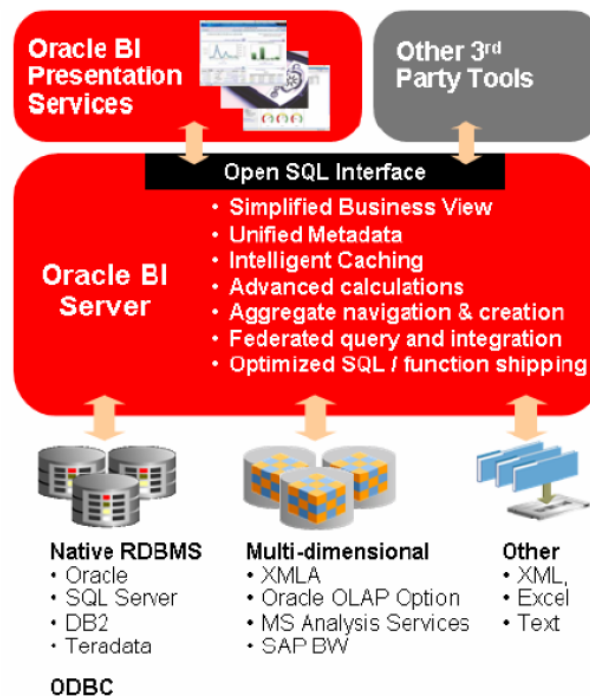 Oracle BI
Presentation
Services
Other 3rd
Party Tools
Open SQL Interface
Oracle BI
Server
• Simplified Business View
• Unified Metadata
• Intelligent Caching
• Advanced calculations
• Aggregate navigation & creation
• Federated query and integration
• Optimized SQL / function shipping
Native RDBMS
• Oracle
• SQL Server
• DB2
• Teradata
ODBC
Multi-dimensional
• XMLA
• Oracle OLAP Option
• MS Analysis Services
• SAP BW
Other
• XML,
• Excel
• Text